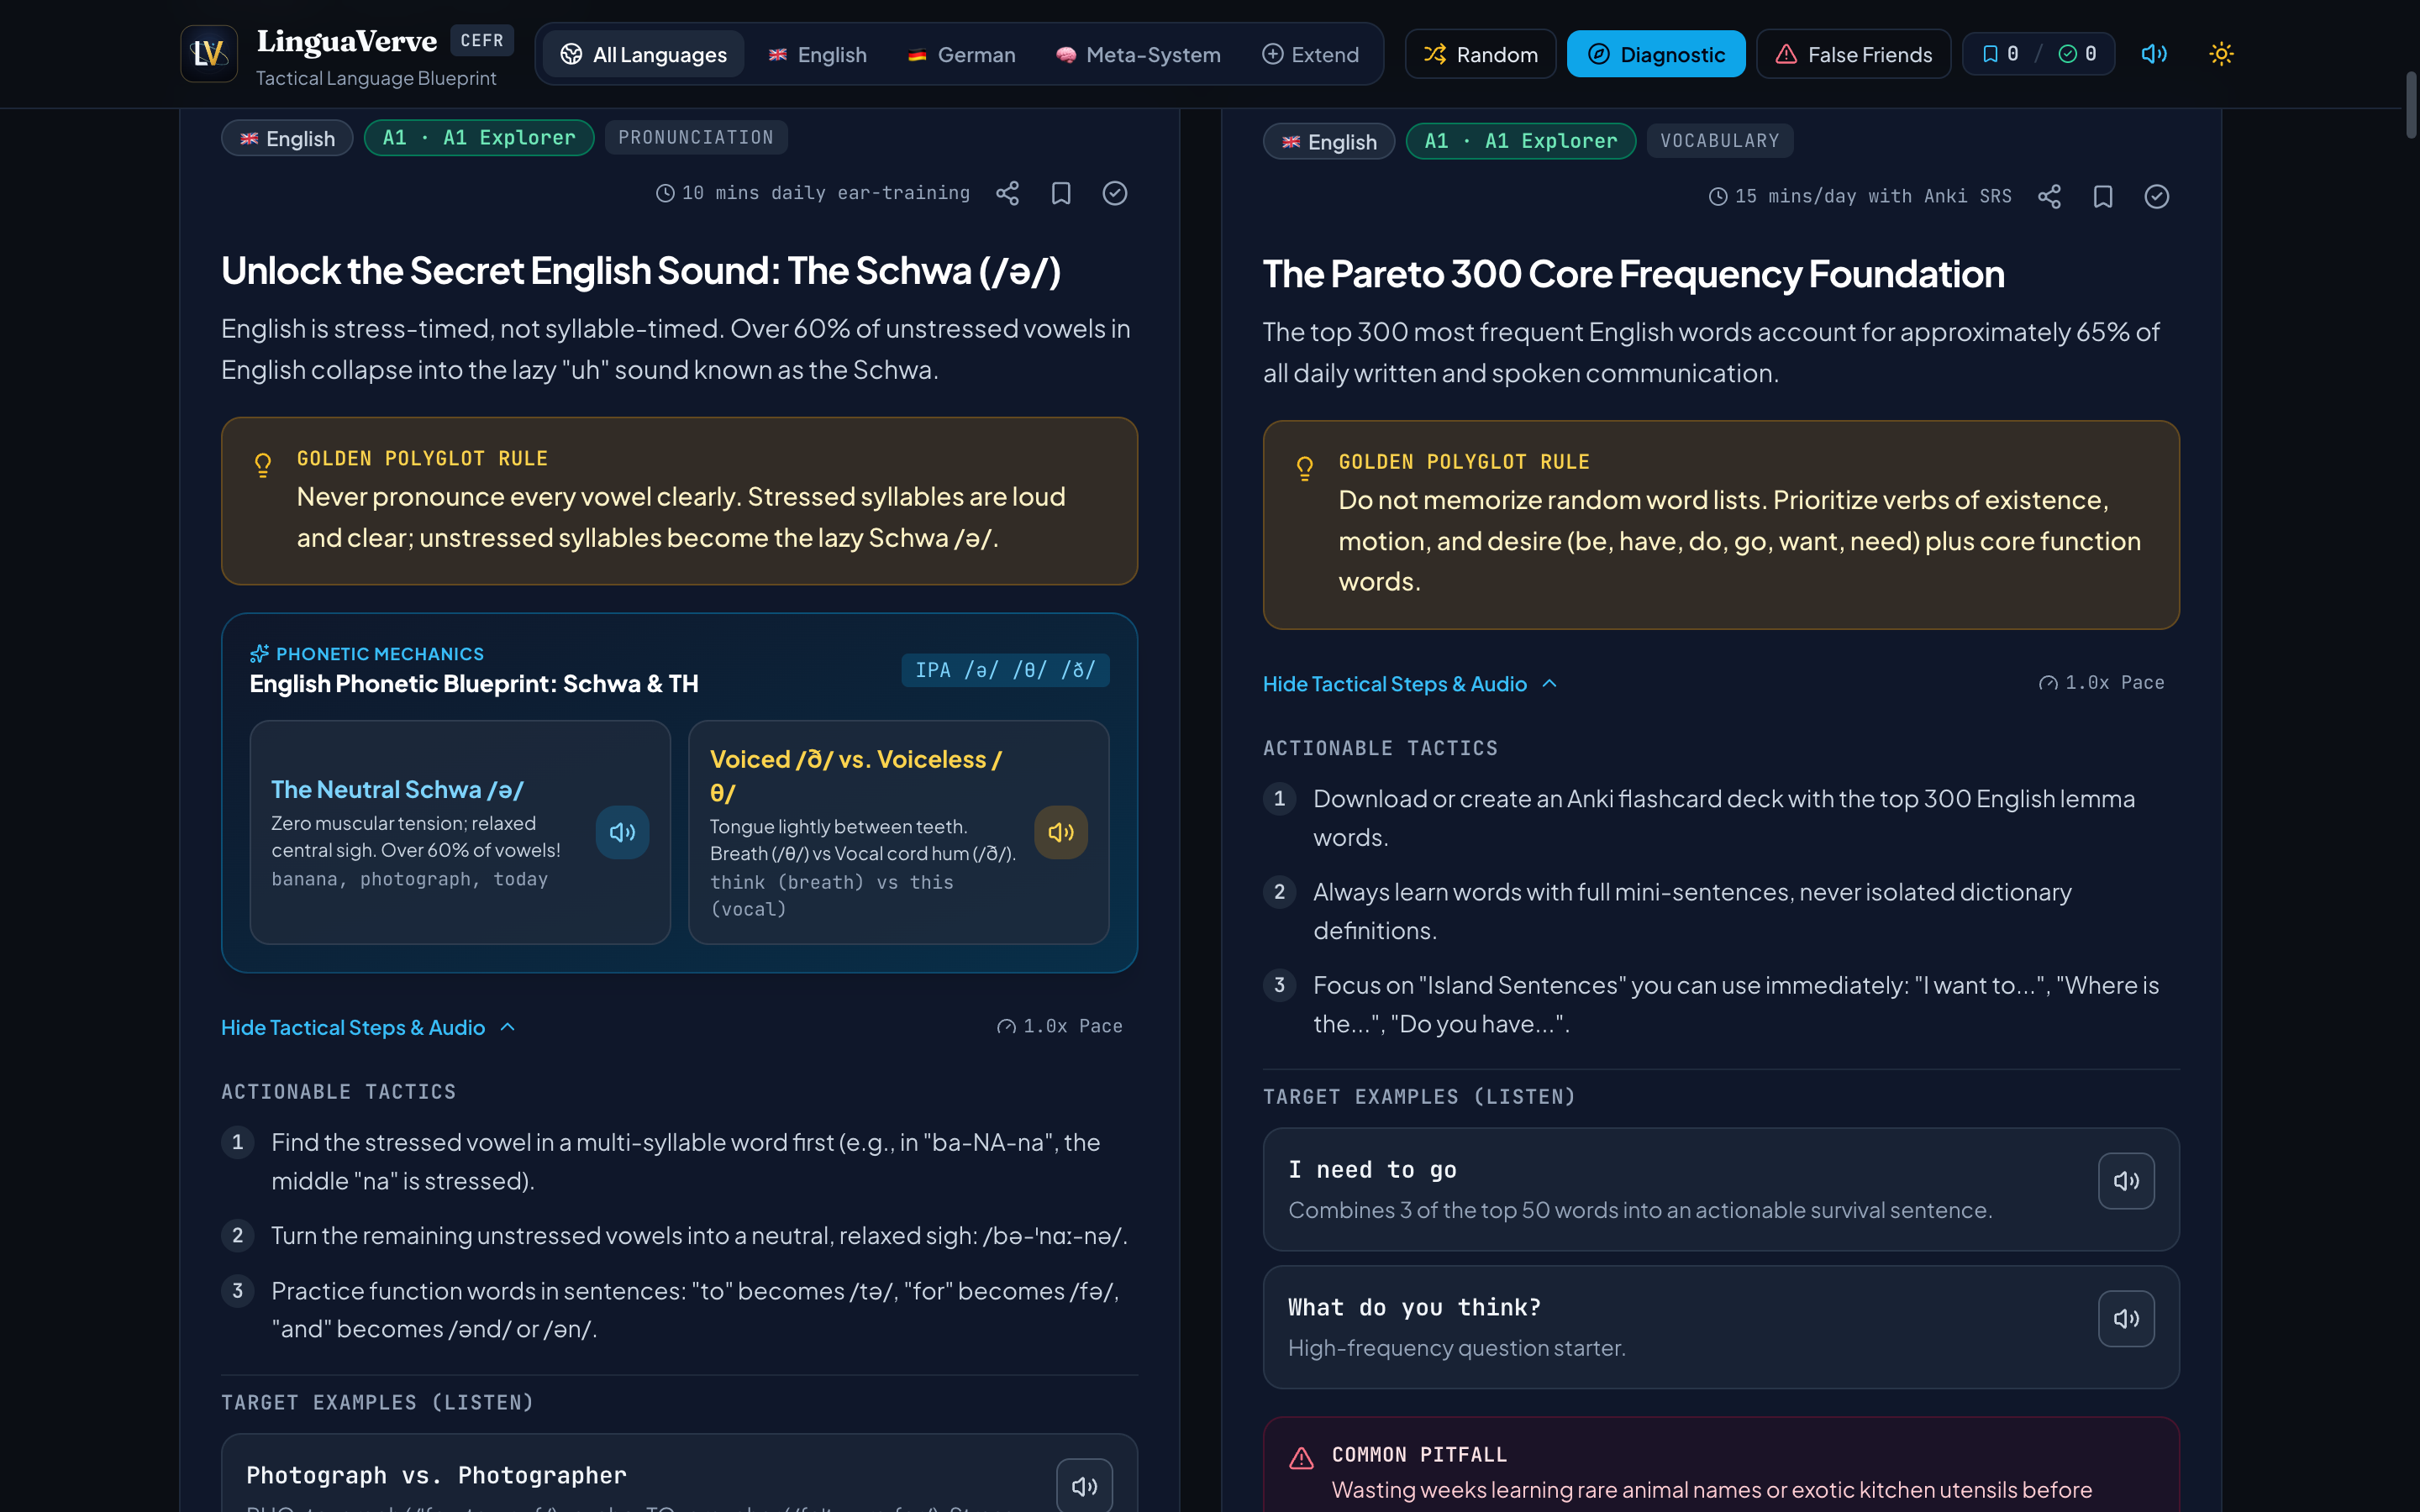 LV
LinguaVerve CEFR
Tactical Language Blueprint
All Languages
English
German
Meta-System
Extend
Random
Diagnostic
False Friends
0 / 0
English
A1 · A1 Explorer
PRONUNCIATION
10 mins daily ear-training
Unlock the Secret English Sound: The Schwa (/ə/)
English is stress-timed, not syllable-timed. Over 60% of unstressed vowels in
English collapse into the lazy "uh" sound known as the Schwa.
GOLDEN POLYGLOT RULE
Never pronounce every vowel clearly. Stressed syllables are loud
and clear; unstressed syllables become the lazy Schwa /ə/.
PHONETIC MECHANICS
English Phonetic Blueprint: Schwa & TH
IPA /ə/ /θ/ /ð/
The Neutral Schwa /ə/
Zero muscular tension; relaxed
central sigh. Over 60% of vowels!
banana, photograph, today
Voiced /ð/ vs. Voiceless /
θ/
Tongue lightly between teeth.
Breath (/θ/) vs Vocal cord hum (/ð/).
think (breath) vs this
(vocal)
Hide Tactical Steps & Audio
1.0x Pace
ACTIONABLE TACTICS
1 Find the stressed vowel in a multi-syllable word first (e.g., in "ba-NA-na", the
middle "na" is stressed).
2 Turn the remaining unstressed vowels into a neutral, relaxed sigh: /bə-ˈnɑː-nə/.
3 Practice function words in sentences: "to" becomes /tə/, "for" becomes /fə/,
"and" becomes /ənd/ or /ən/.
TARGET EXAMPLES (LISTEN)
Photograph vs. Photographer
English
A1 · A1 Explorer
VOCABULARY
15 mins/day with Anki SRS
The Pareto 300 Core Frequency Foundation
The top 300 most frequent English words account for approximately 65% of
all daily written and spoken communication.
GOLDEN POLYGLOT RULE
Do not memorize random word lists. Prioritize verbs of existence,
motion, and desire (be, have, do, go, want, need) plus core function
words.
Hide Tactical Steps & Audio
1.0x Pace
ACTIONABLE TACTICS
1 Download or create an Anki flashcard deck with the top 300 English lemma
words.
2 Always learn words with full mini-sentences, never isolated dictionary
definitions.
3 Focus on "Island Sentences" you can use immediately: "I want to...", "Where is
the...", "Do you have...".
TARGET EXAMPLES (LISTEN)
I need to go
Combines 3 of the top 50 words into an actionable survival sentence.
What do you think?
High-frequency question starter.
COMMON PITFALL
Wasting weeks learning rare animal names or exotic kitchen utensils before